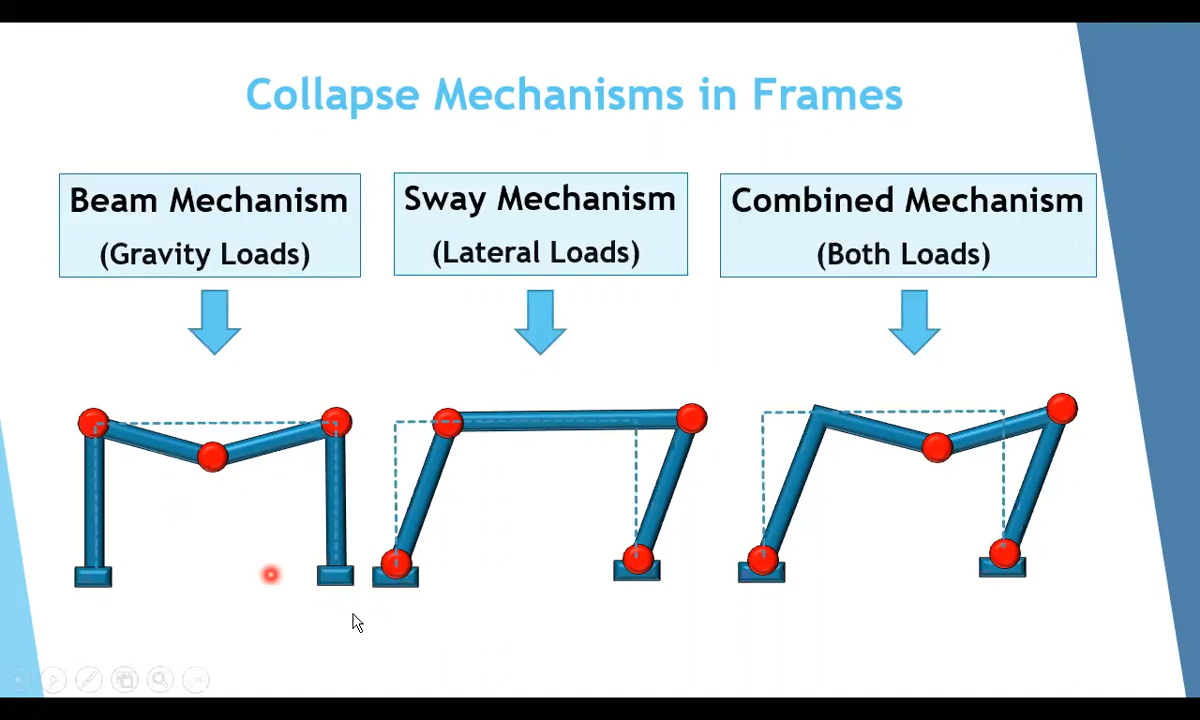 Collapse Mechanisms in Frames
Beam Mechanism
(Gravity Loads)
Sway Mechanism
(Lateral Loads)
Combined Mechanism
(Both Loads)